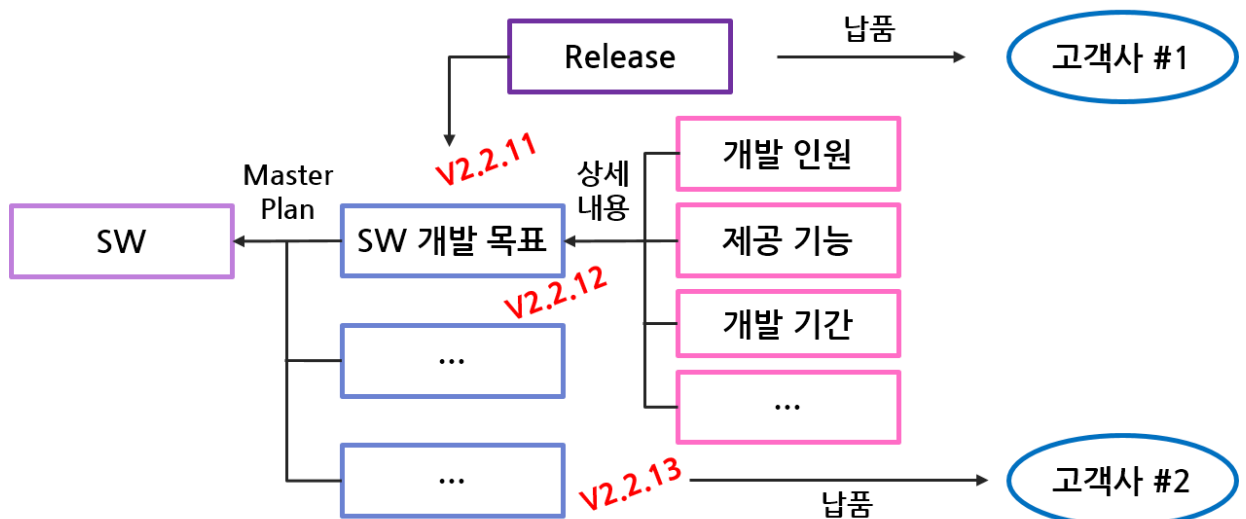 Release
납품
고객사 #1
V2.2.11
개발 인원
Master
Plan
상세
내용
SW
SW 개발 목표
제공 기능
V2.2.12
개발 기간
...
...
...
V2.2.13
납품
고객사 #2